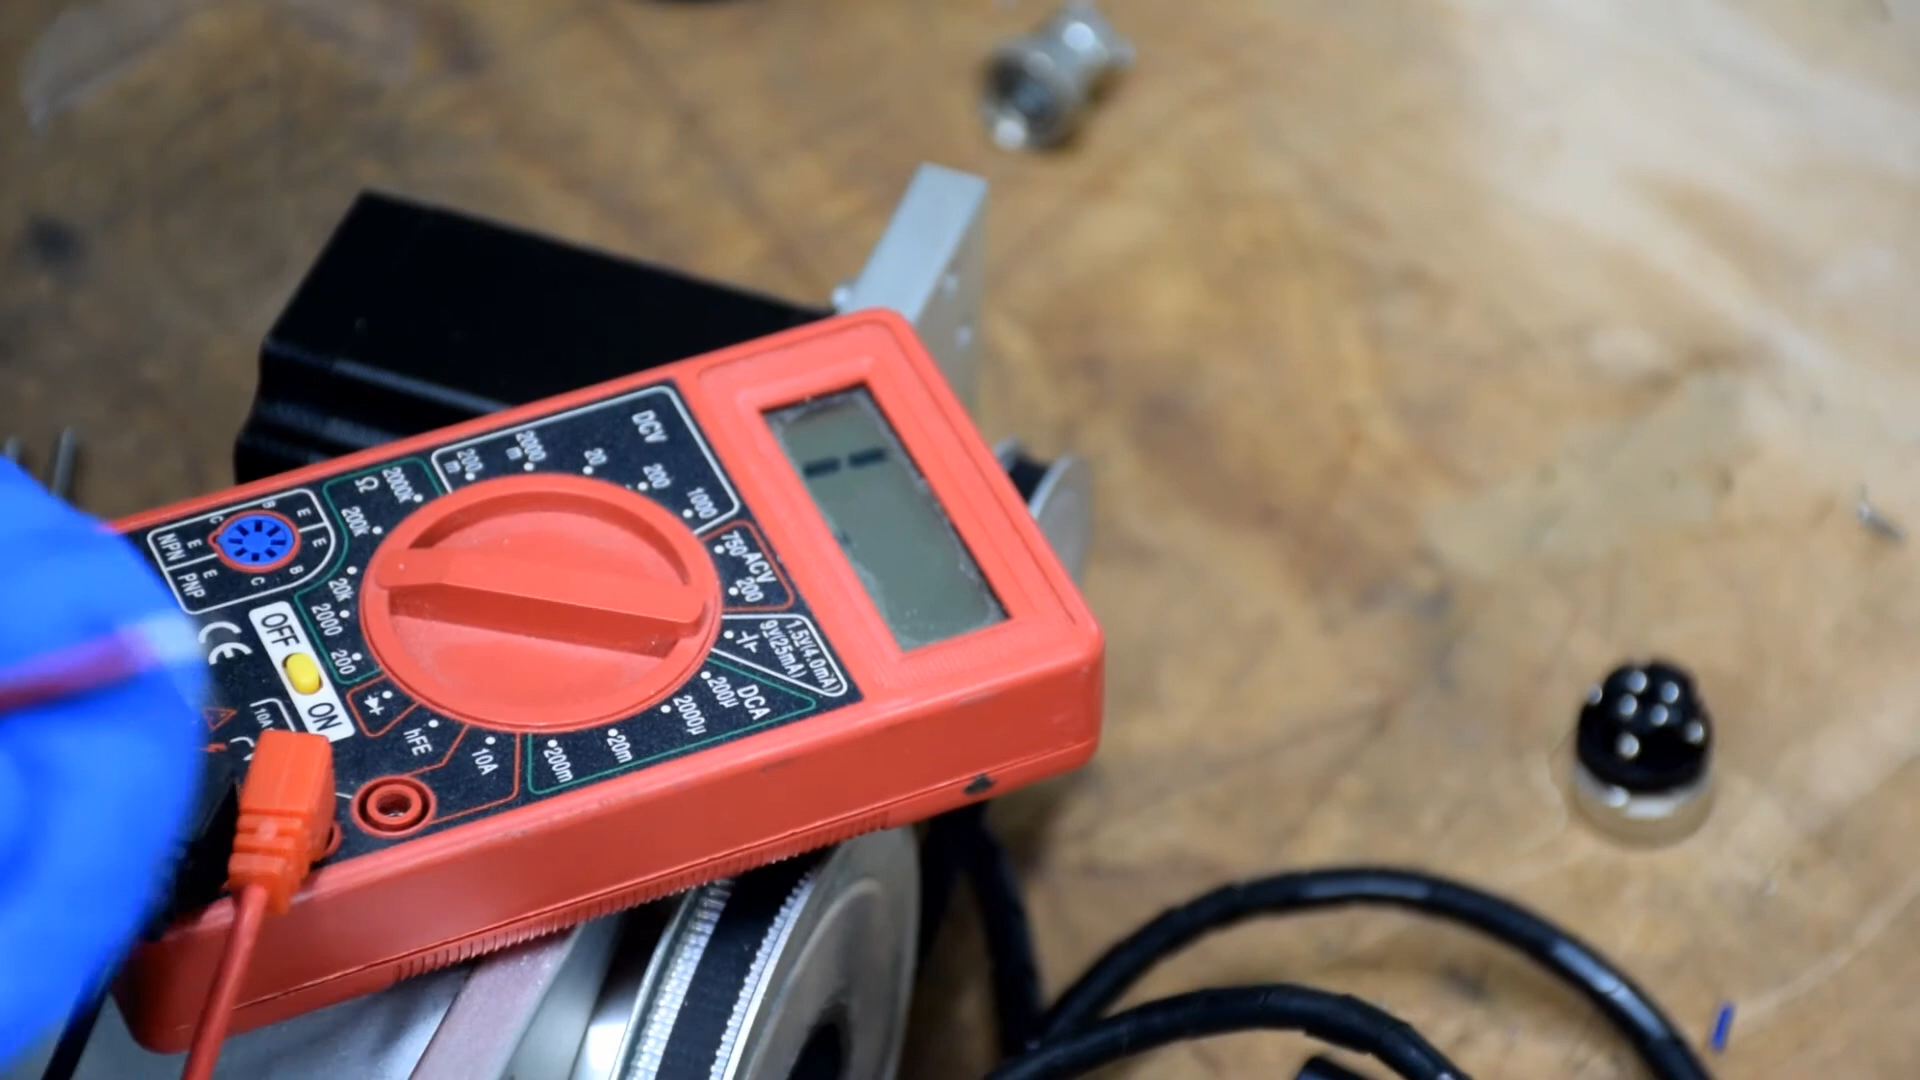 DCV
200
m
2000
m
20
200
1000
750
ACV
200
1.5v(4.0mA)
9v(25mA)
DCA
200µ
2000µ
20m
200m
10A
hFE
200
2000
20k
200k
2000k
Ω
NPN
PNP
C
B
E
E
E
E
C
B
CE
OFF
ON
10A